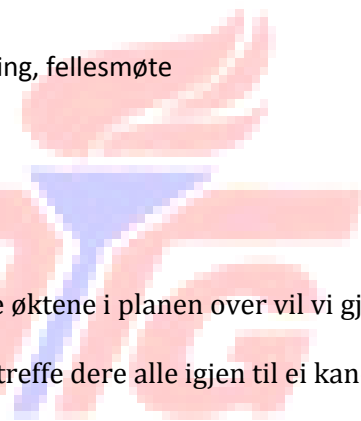 ing, fellesmøte
e øktene i planen over vil vi gj
treffe dere alle igjen til ei kan